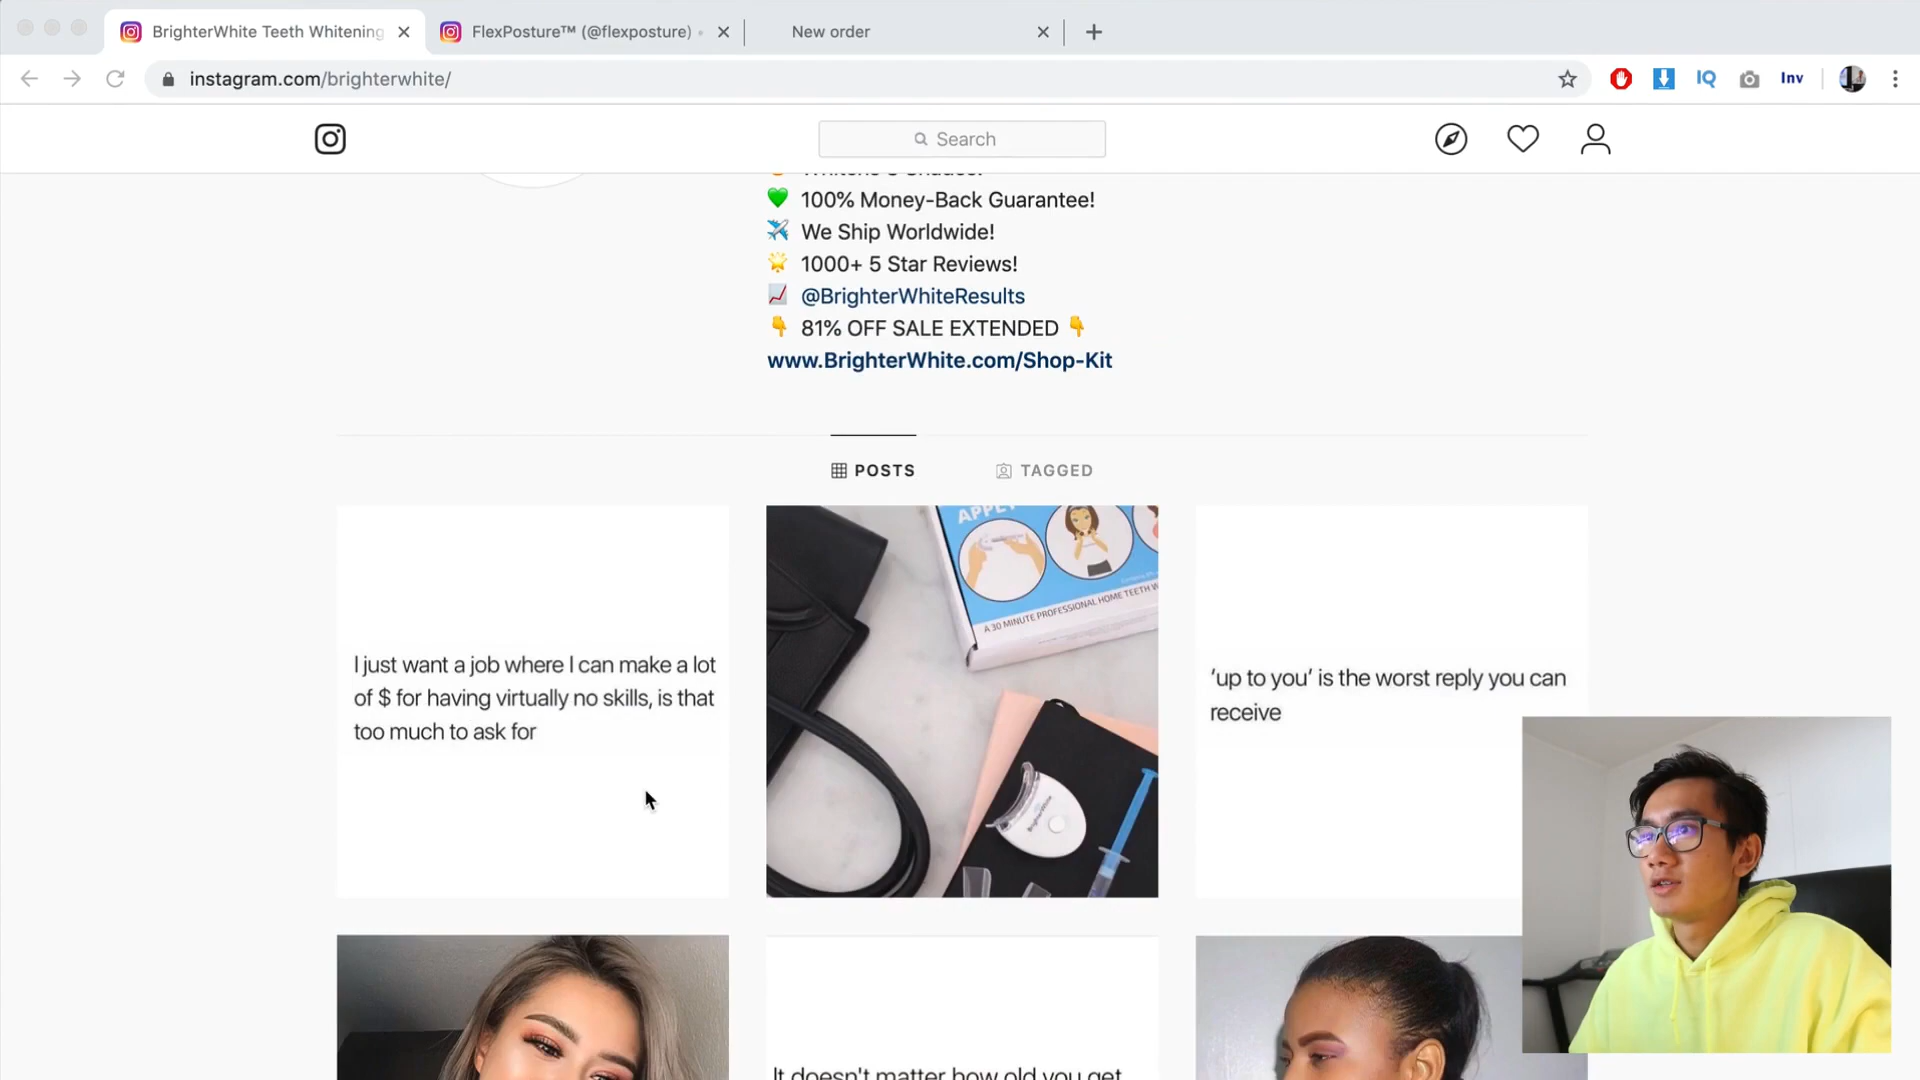 BrighterWhite Teeth Whitening
FlexPosture™ (@flexposture) •
New order
instagram.com/brighterwhite/
IQ
Inv
Search
100% Money-Back Guarantee!
We Ship Worldwide!
1000+ 5 Star Reviews!
@BrighterWhiteResults
81% OFF SALE EXTENDED
www.BrighterWhite.com/Shop-Kit
POSTS
TAGGED
I just want a job where I can make a lot
of $ for having virtually no skills, is that
too much to ask for
APPLY
A 30 MINUTE PROFESSIONAL HOME TEETH
BrighterWhite
'up to you' is the worst reply you can
receive
It doesn't matter how old you get